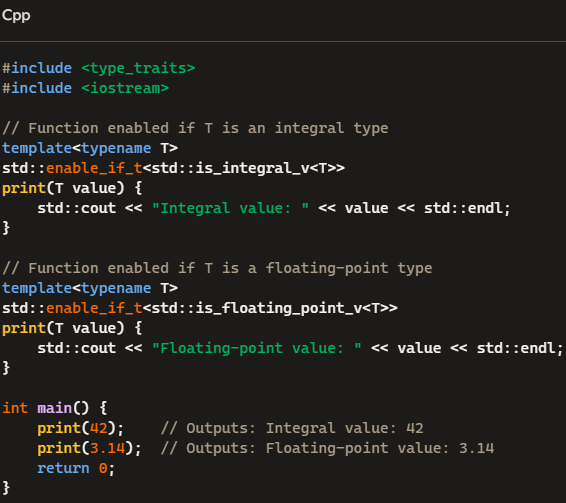 Cpp
#include <type_traits>
#include <iostream>
// Function enabled if T is an integral type
template<typename T>
std::enable_if_t<std::is_integral_v<T>>
print(T value) {
    std::cout << "Integral value: " << value << std::endl;
}
// Function enabled if T is a floating-point type
template<typename T>
std::enable_if_t<std::is_floating_point_v<T>>
print(T value) {
    std::cout << "Floating-point value: " << value << std::endl;
}
int main() {
    print(42);    // Outputs: Integral value: 42
    print(3.14);  // Outputs: Floating-point value: 3.14
    return 0;
}